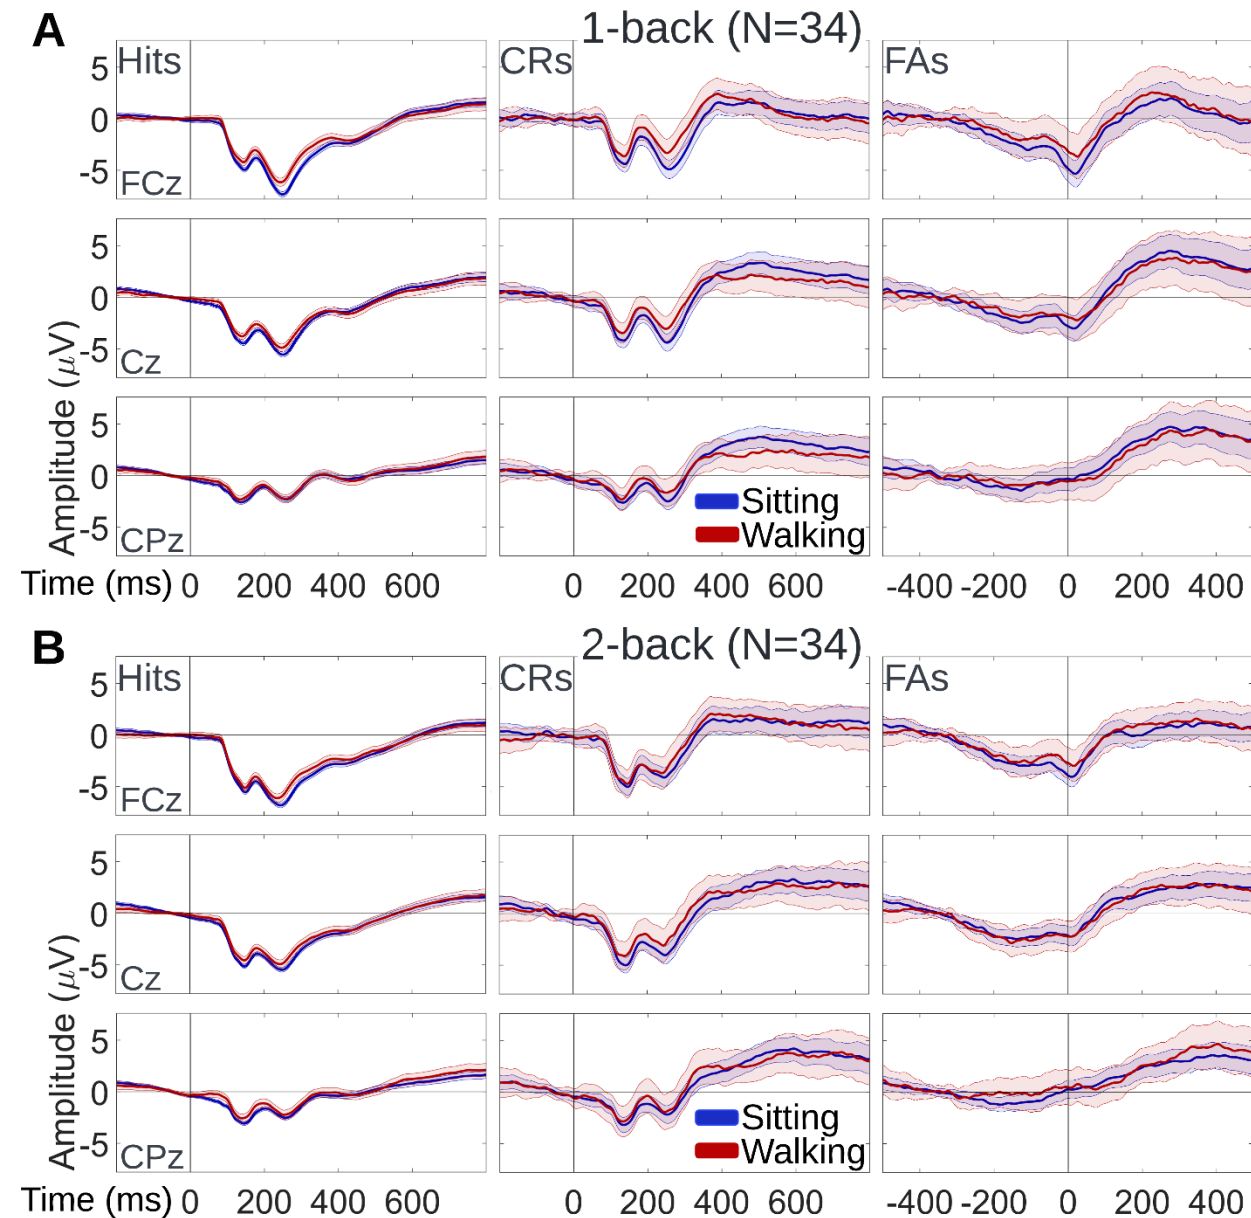 A
1-back (N=34)
Hits
CRs
FAs
5
0
-5
FCz
5
0
-5
Cz
5
0
-5
CPz
Amplitude (μV)
Sitting
Walking
Time (ms) 0 200 400 600
0 200 400 600
-400 -200 0 200 400
B
2-back (N=34)
Hits
CRs
FAs
5
0
-5
FCz
5
0
-5
Cz
5
0
-5
CPz
Amplitude (μV)
Sitting
Walking
Time (ms) 0 200 400 600
0 200 400 600
-400 -200 0 200 400